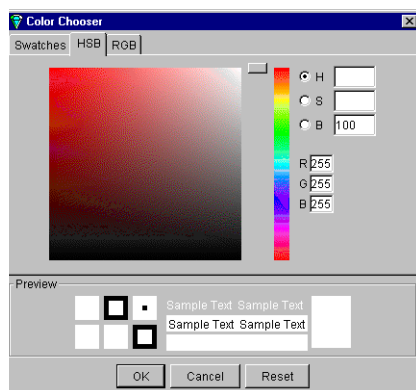 Color Chooser
Swatches HSB RGB
H
S
B 100
R 255
G 255
B 255
Preview
Sample Text Sample Text
Sample Text Sample Text
OK Cancel Reset